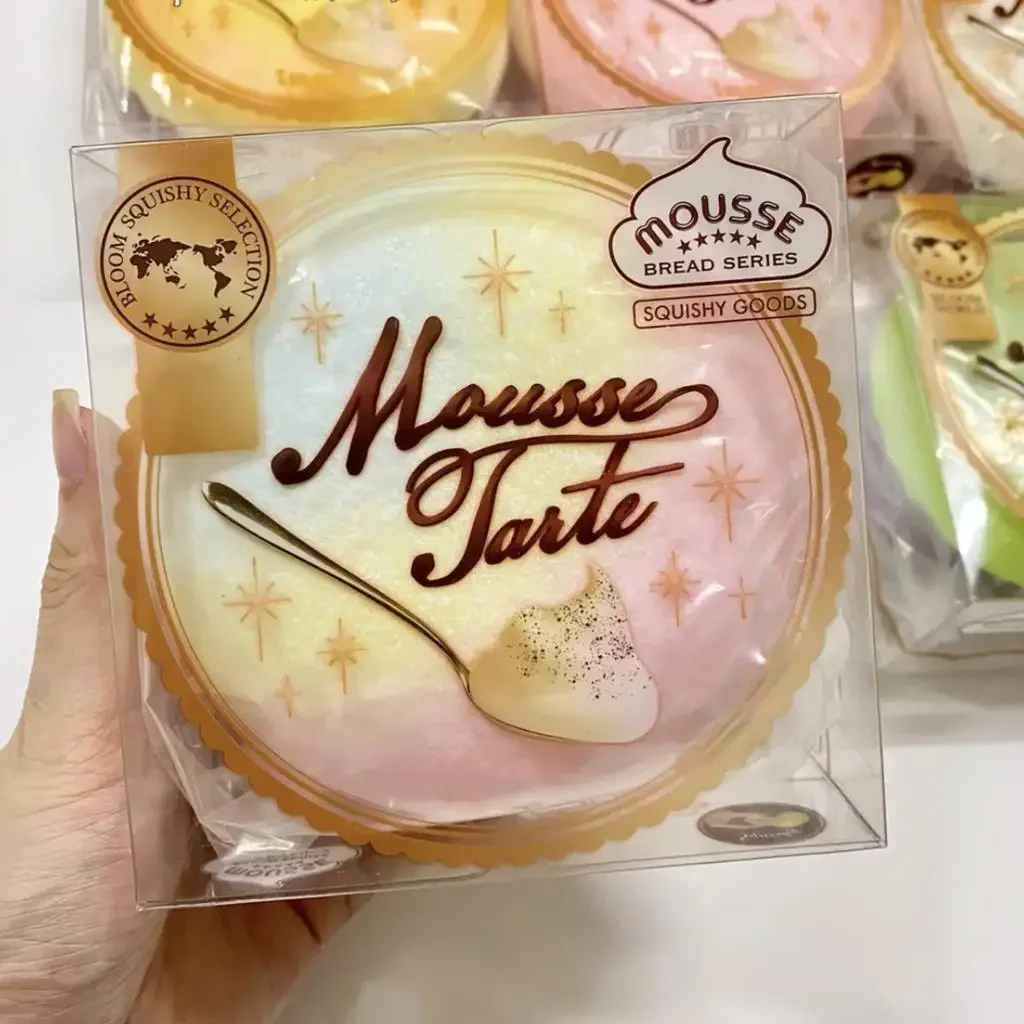 BLOOM SQUISHY SELECTION
MOUSSE
BREAD SERIES
SQUISHY GOODS
Mousse
Tarte